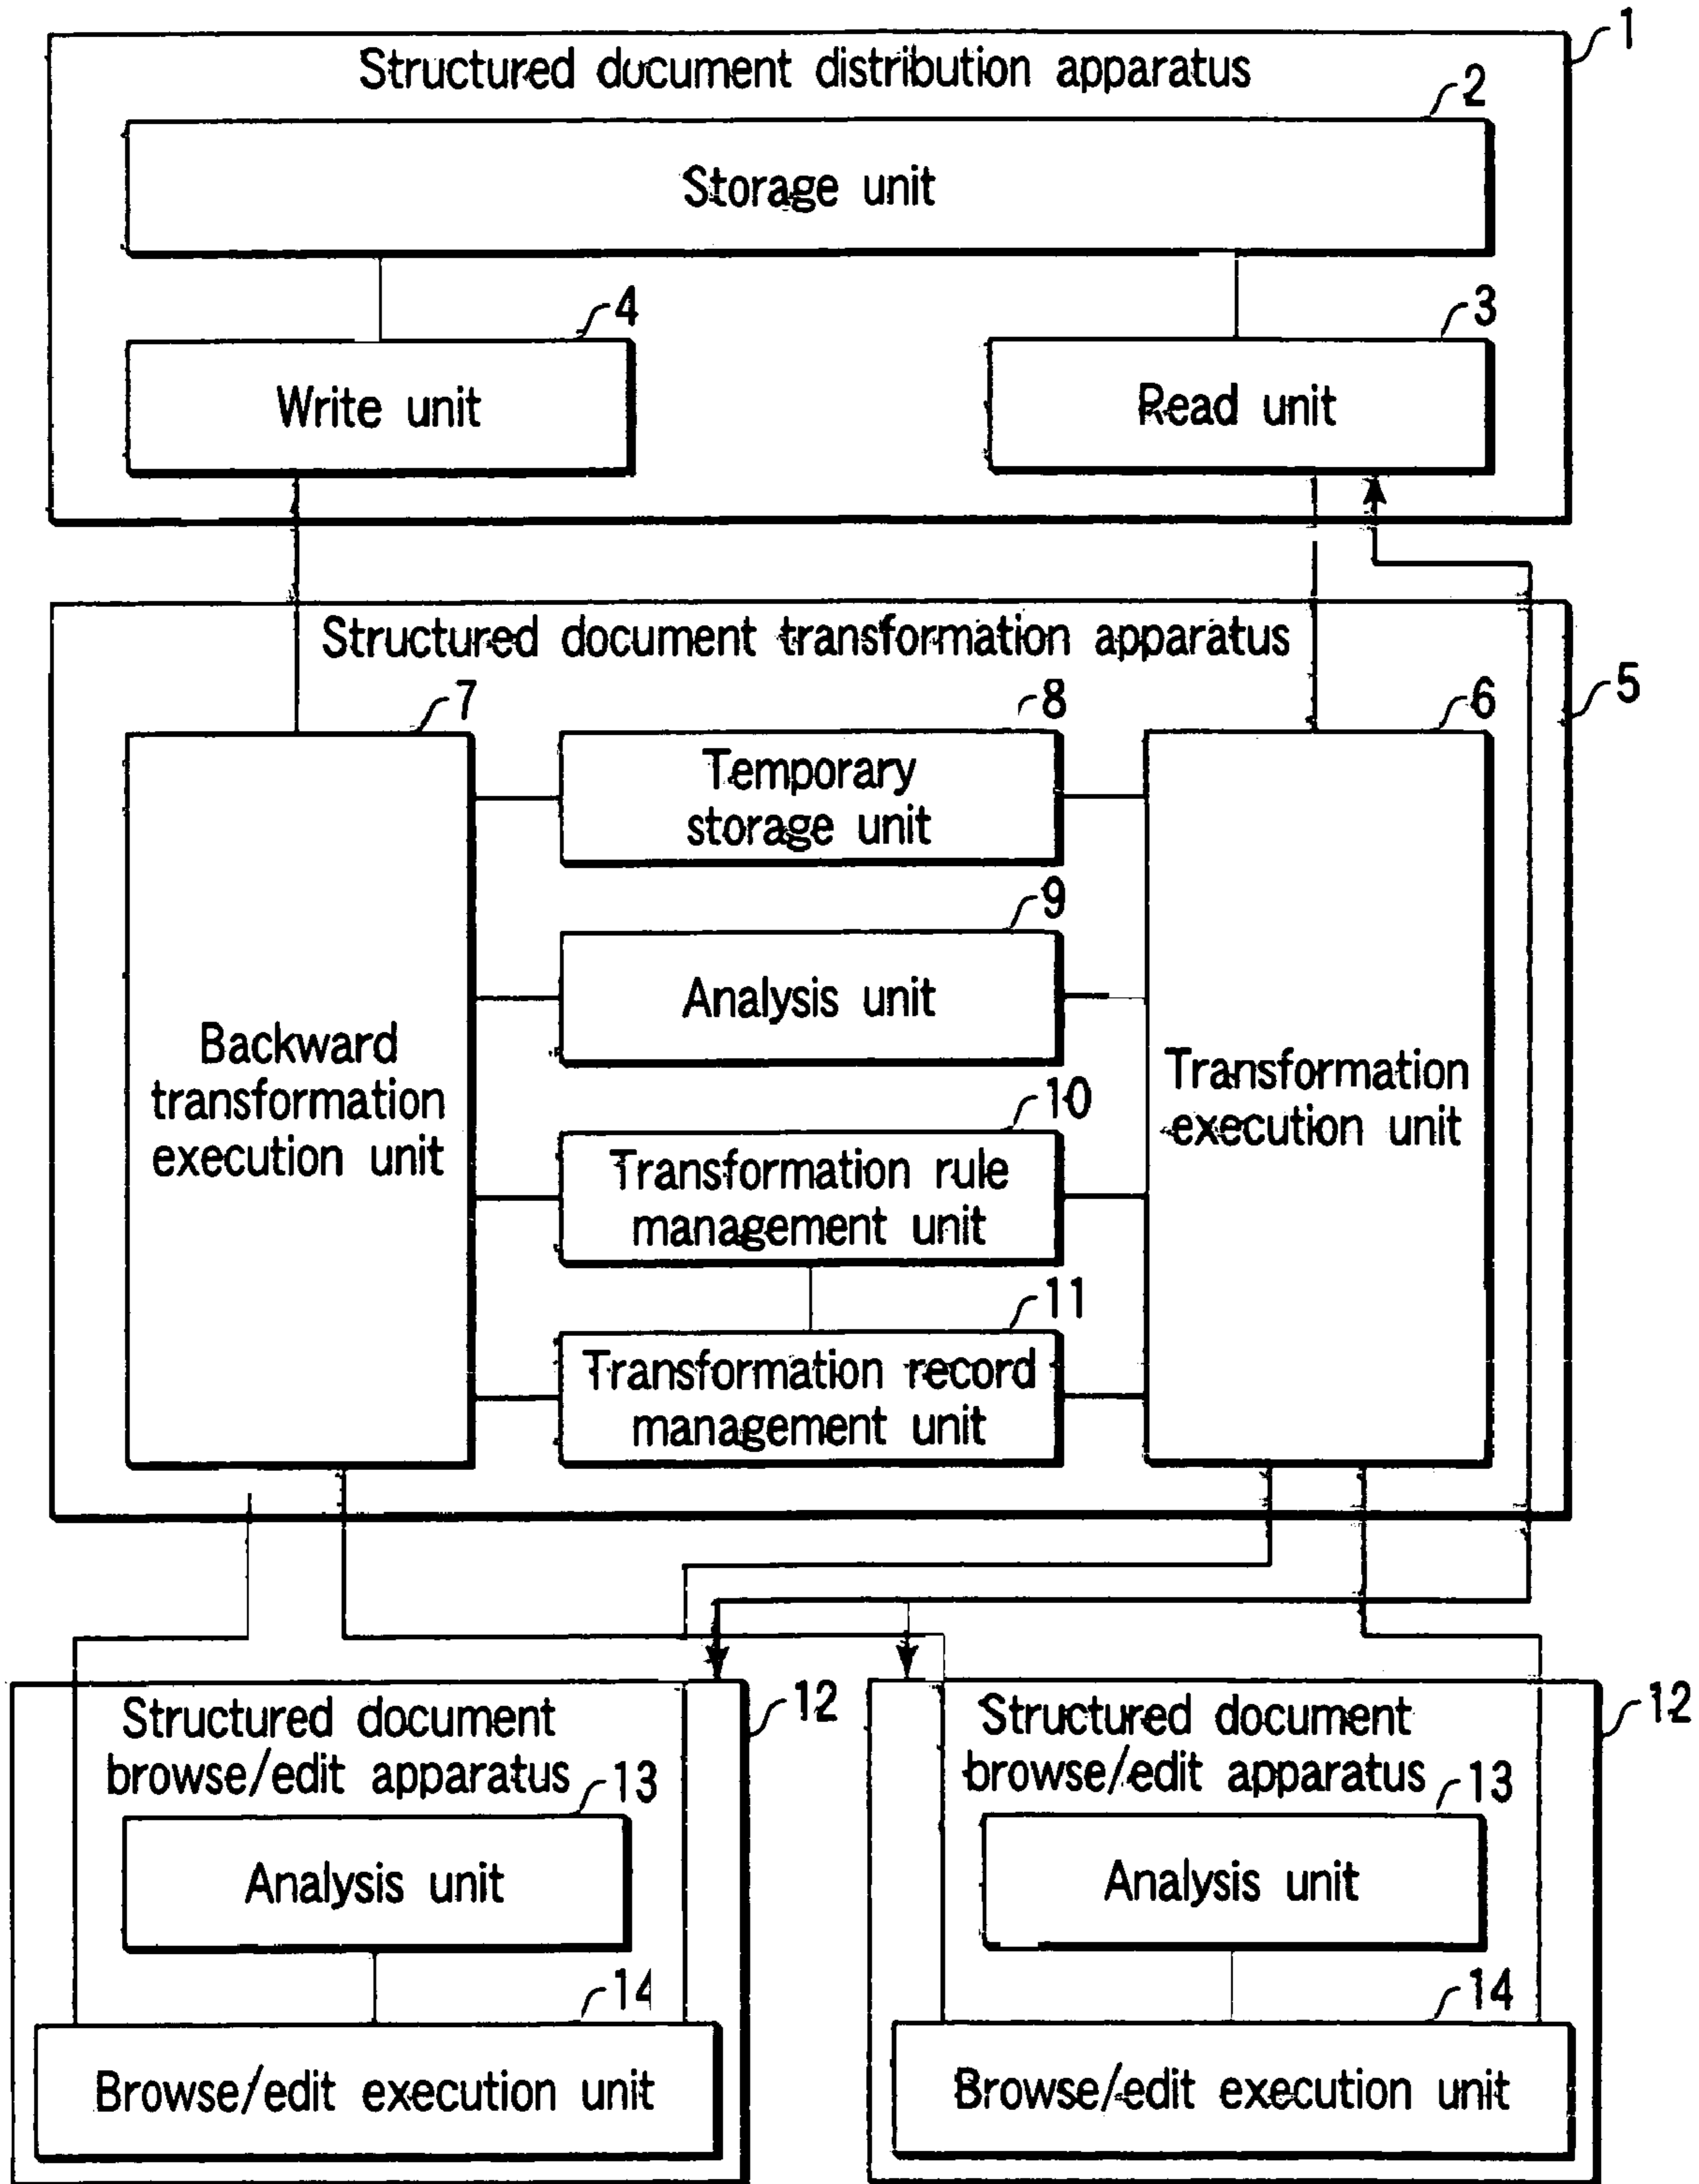 1
Structured document distribution apparatus
2
Storage unit
4
3
Write unit
Read unit
Structured document transformation apparatus
5
7
8
6
Temporary
storage unit
9
Analysis unit
Backward
transformation
execution unit
Transformation
execution unit
10
Transformation rule
management unit
11
Transformation record
management unit
12
Structured document
browse/edit apparatus
13
Analysis unit
14
Browse/edit execution unit
12
Structured document
browse/edit apparatus
13
Analysis unit
14
Browse/edit execution unit